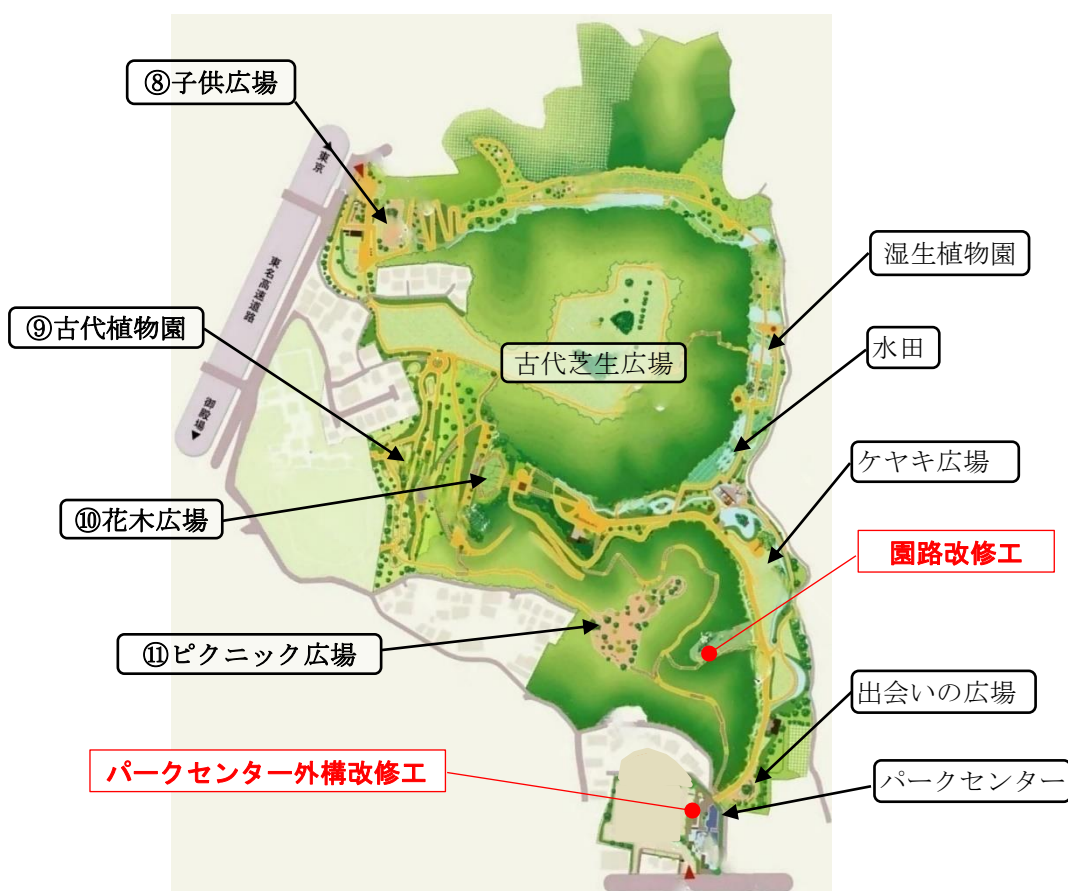 ⑧子供広場
東京
東名高速道路
御殿場
湿生植物園
⑨古代植物園
水田
古代芝生広場
ケヤキ広場
⑩花木広場
園路改修工
⑪ピクニック広場
出会いの広場
パークセンター外構改修工
パークセンター